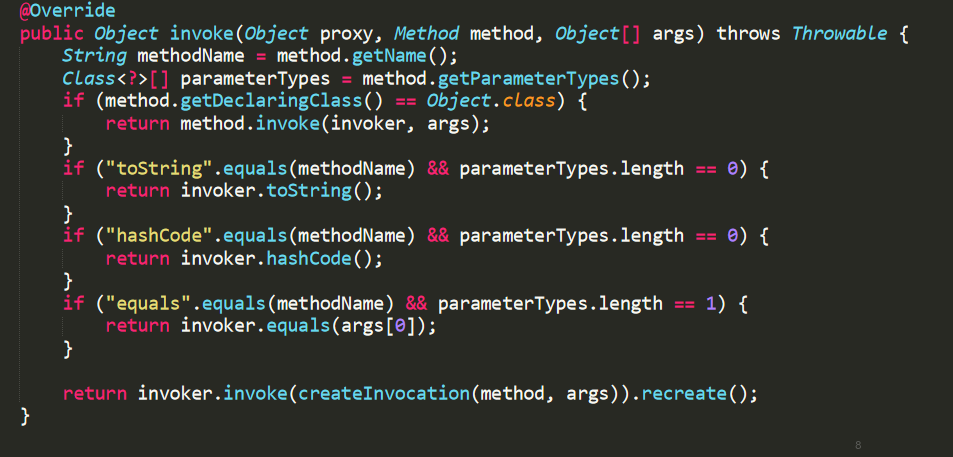 @Override
public Object invoke(Object proxy, Method method, Object[] args) throws Throwable {
    String methodName = method.getName();
    Class<?>[] parameterTypes = method.getParameterTypes();
    if (method.getDeclaringClass() == Object.class) {
        return method.invoke(invoker, args);
    }
    if ("toString".equals(methodName) && parameterTypes.length == 0) {
        return invoker.toString();
    }
    if ("hashCode".equals(methodName) && parameterTypes.length == 0) {
        return invoker.hashCode();
    }
    if ("equals".equals(methodName) && parameterTypes.length == 1) {
        return invoker.equals(args[0]);
    }

    return invoker.invoke(createInvocation(method, args)).recreate();
}
8